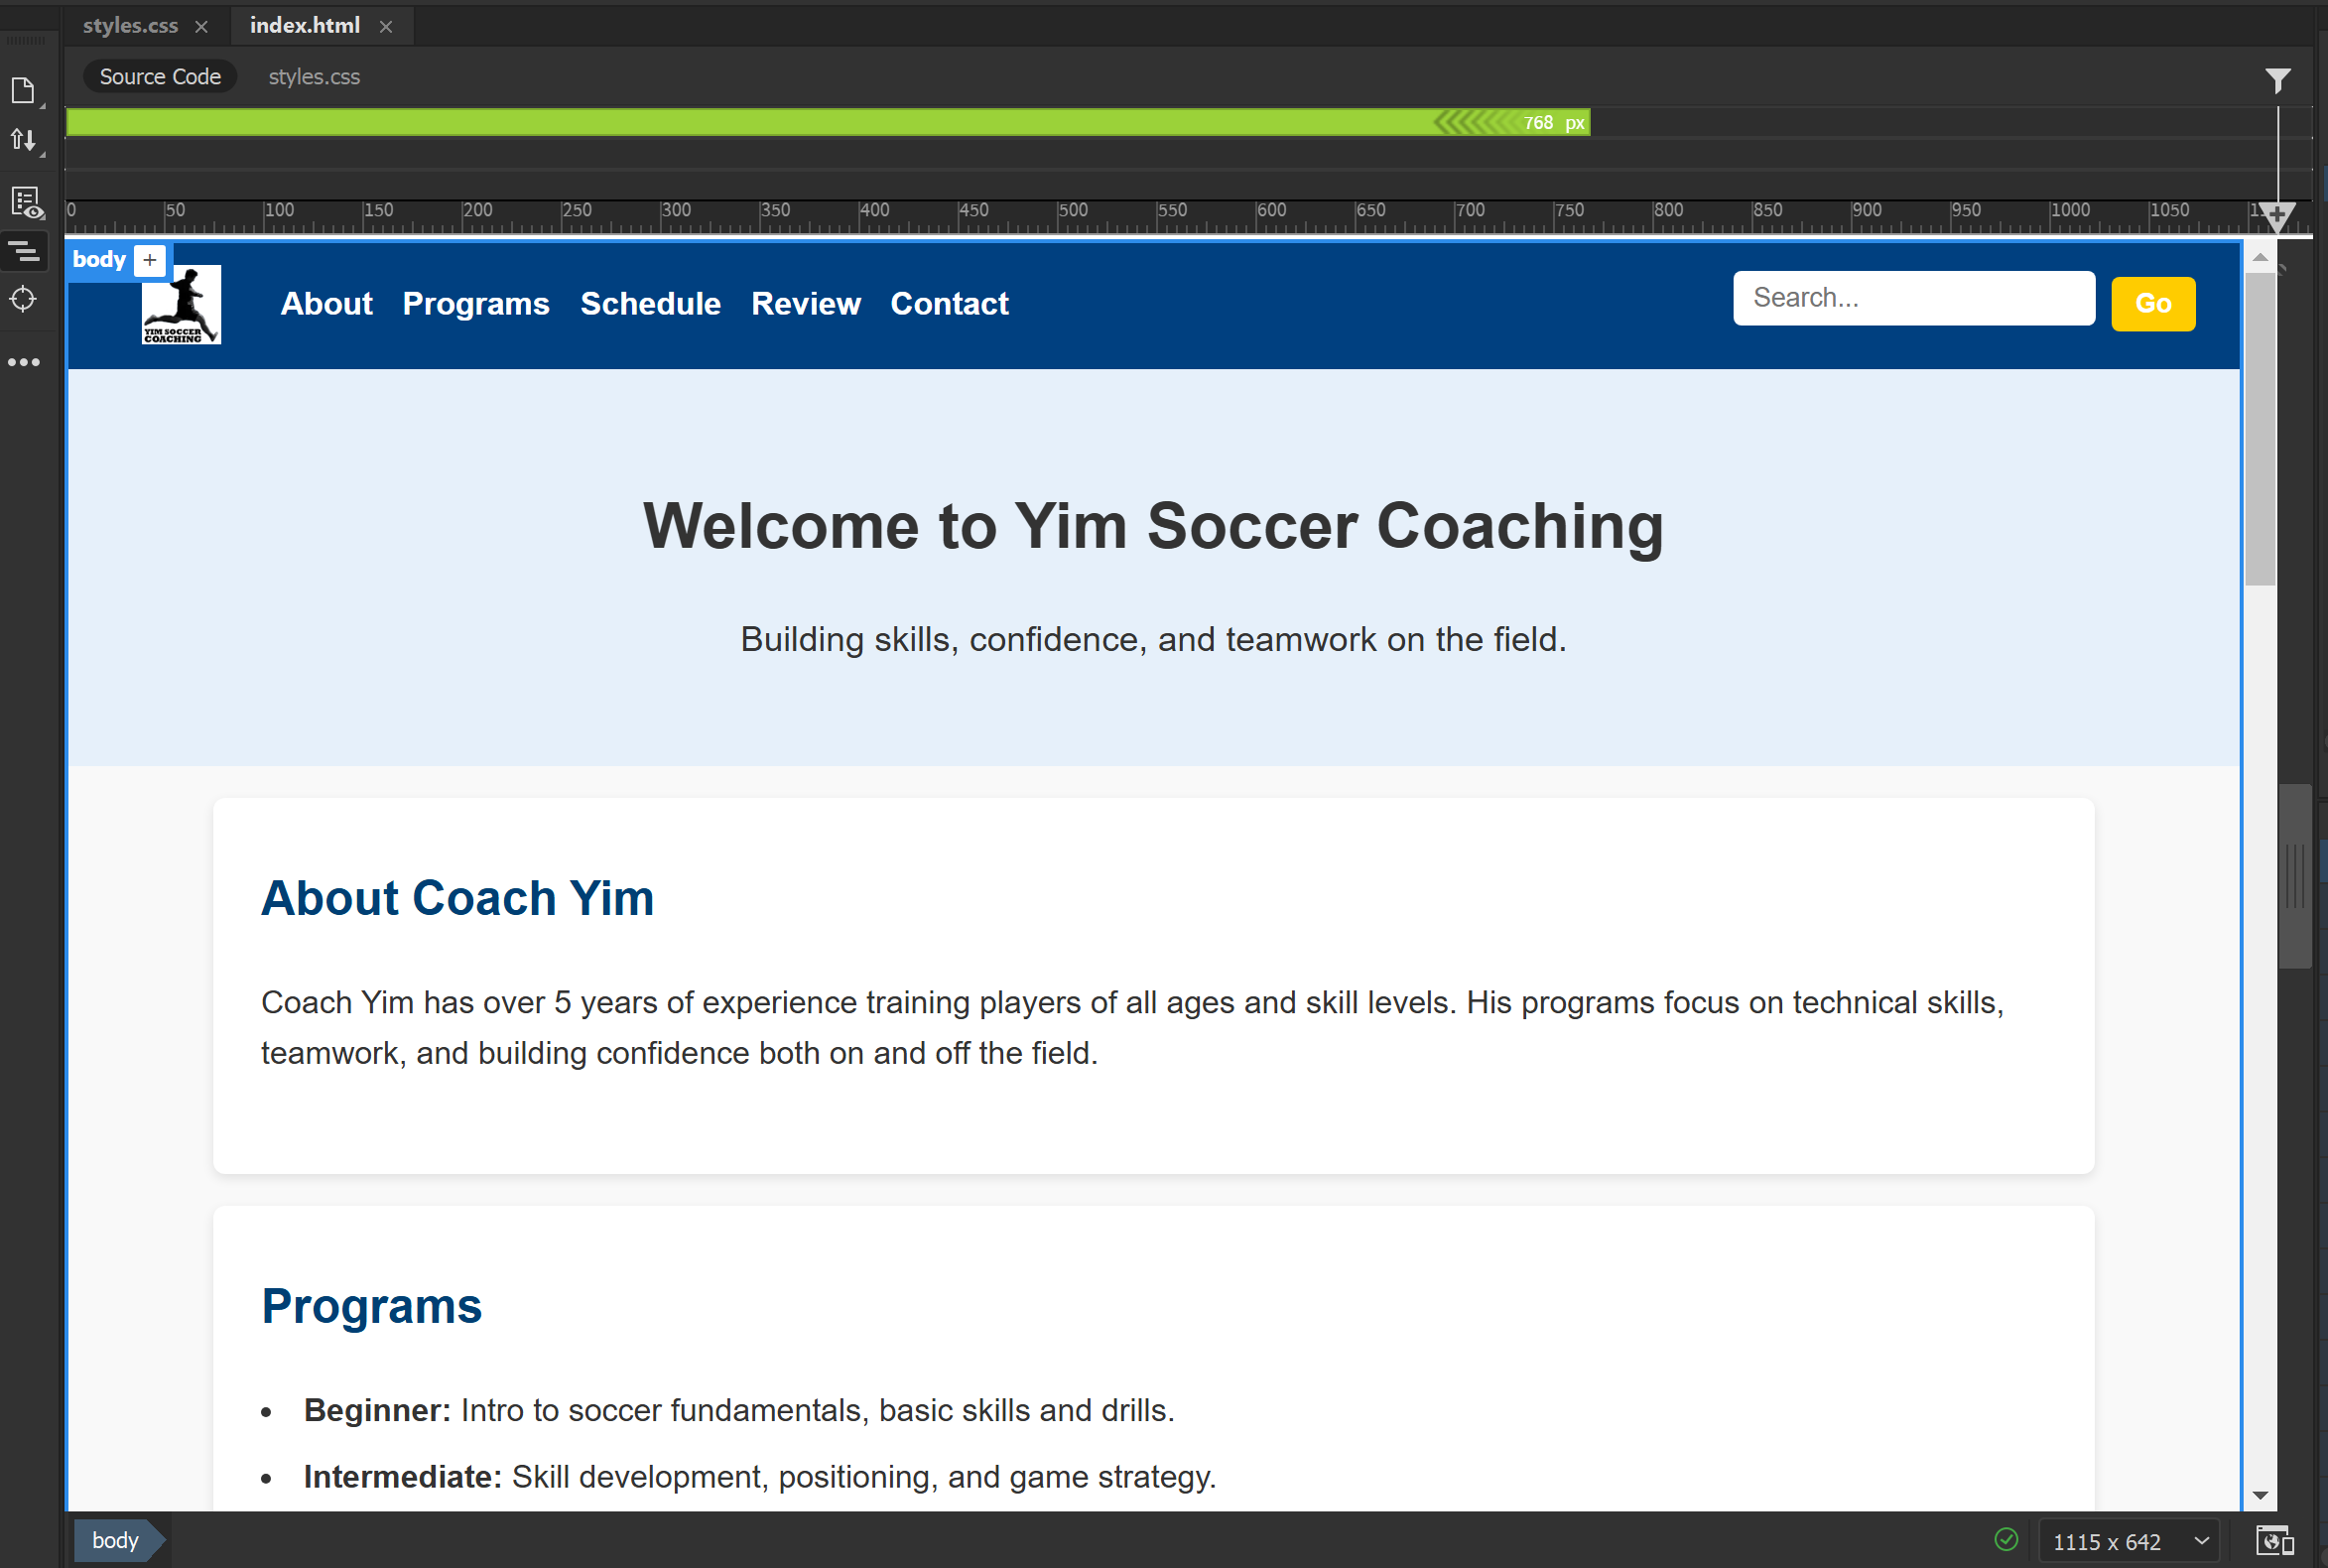 styles.css
index.html
Source Code
styles.css
768 px
0 50 100 150 200 250 300 350 400 450 500 550 600 650 700 750 800 850 900 950 1000 1050
body +
YIM SOCCER
COACHING
About Programs Schedule Review Contact
Search...
Go
Welcome to Yim Soccer Coaching
Building skills, confidence, and teamwork on the field.
About Coach Yim
Coach Yim has over 5 years of experience training players of all ages and skill levels. His programs focus on technical skills,
teamwork, and building confidence both on and off the field.
Programs
• Beginner: Intro to soccer fundamentals, basic skills and drills.
• Intermediate: Skill development, positioning, and game strategy.
body
1115 x 642